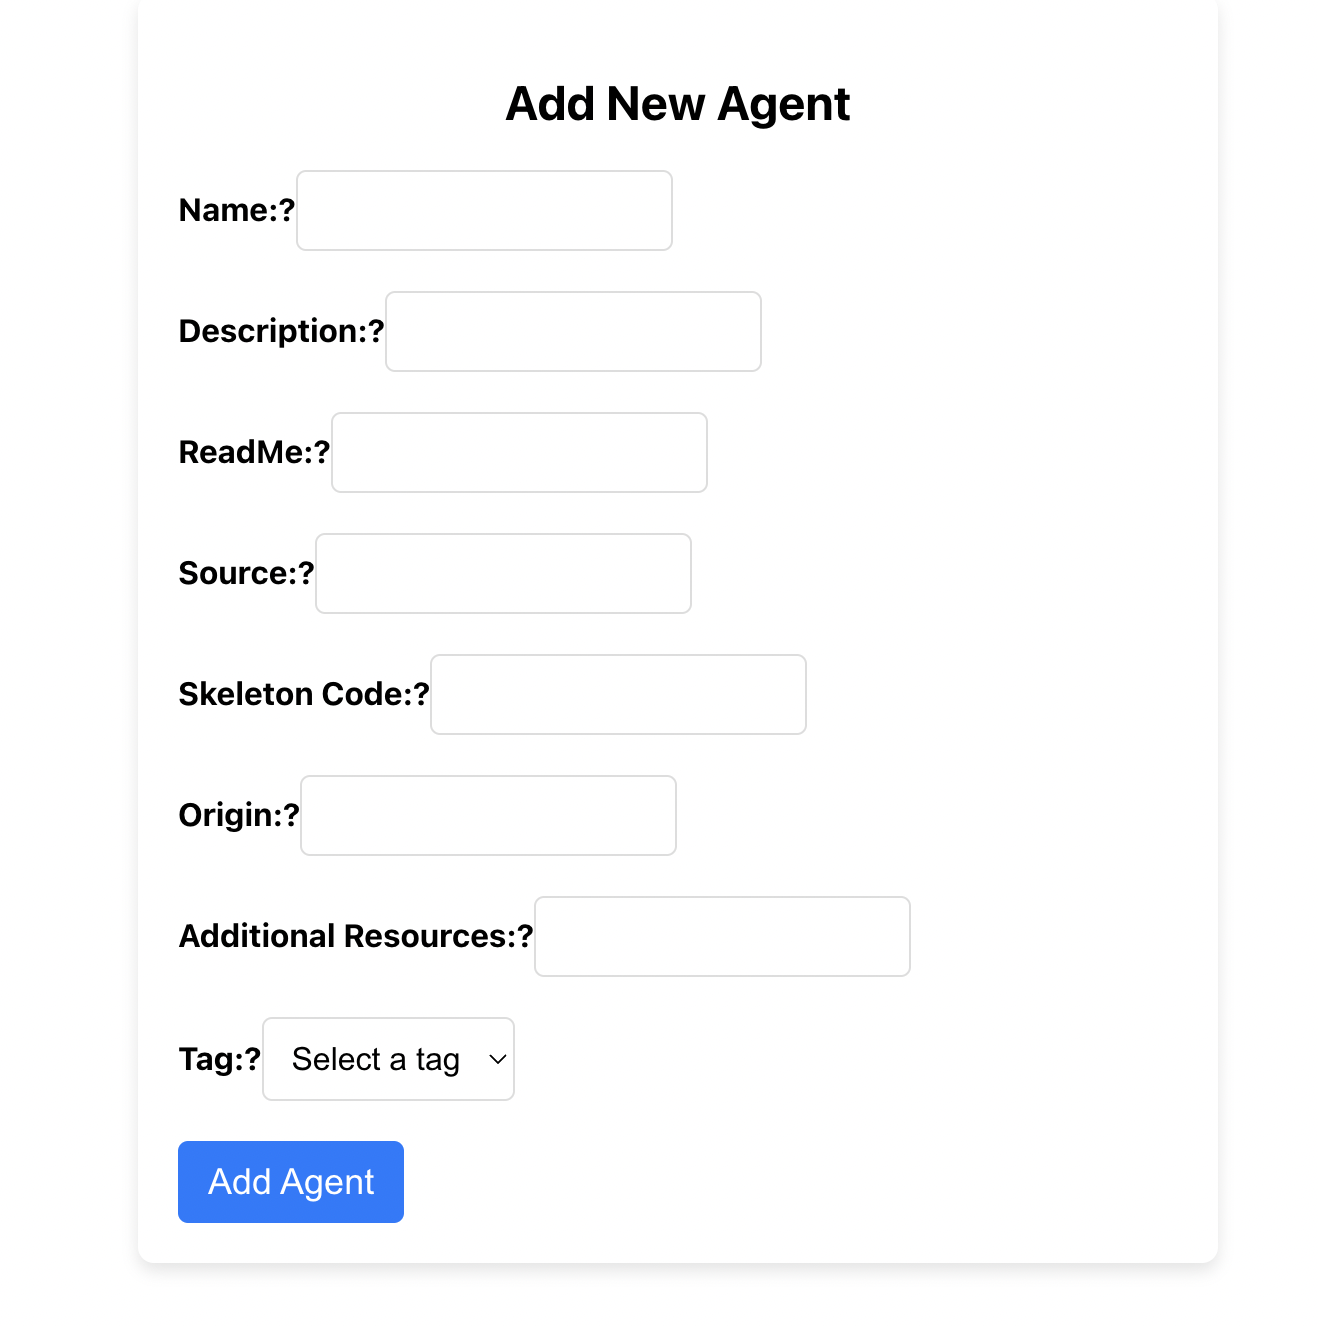 Add New Agent
Name:?
Description:?
ReadMe:?
Source:?
Skeleton Code:?
Origin:?
Additional Resources:?
Tag:? Select a tag
Add Agent